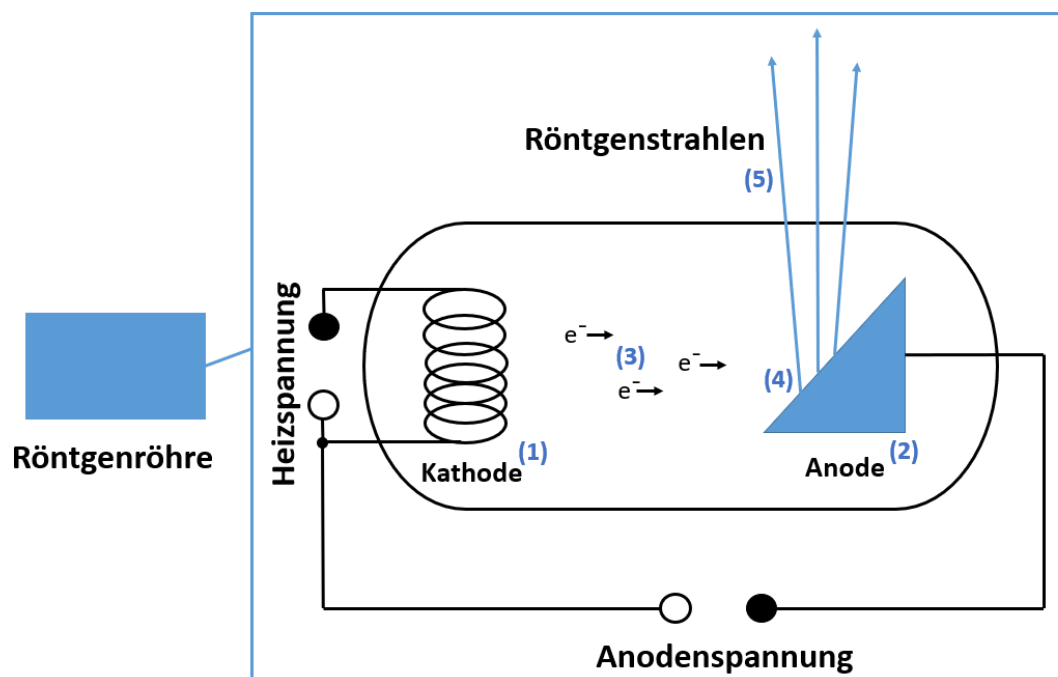 Röntgenstrahlen
(5)
Heizspannung
e⁻
(3)
e⁻
e⁻
(4)
Röntgenröhre
Kathode (1)
Anode (2)
Anodenspannung